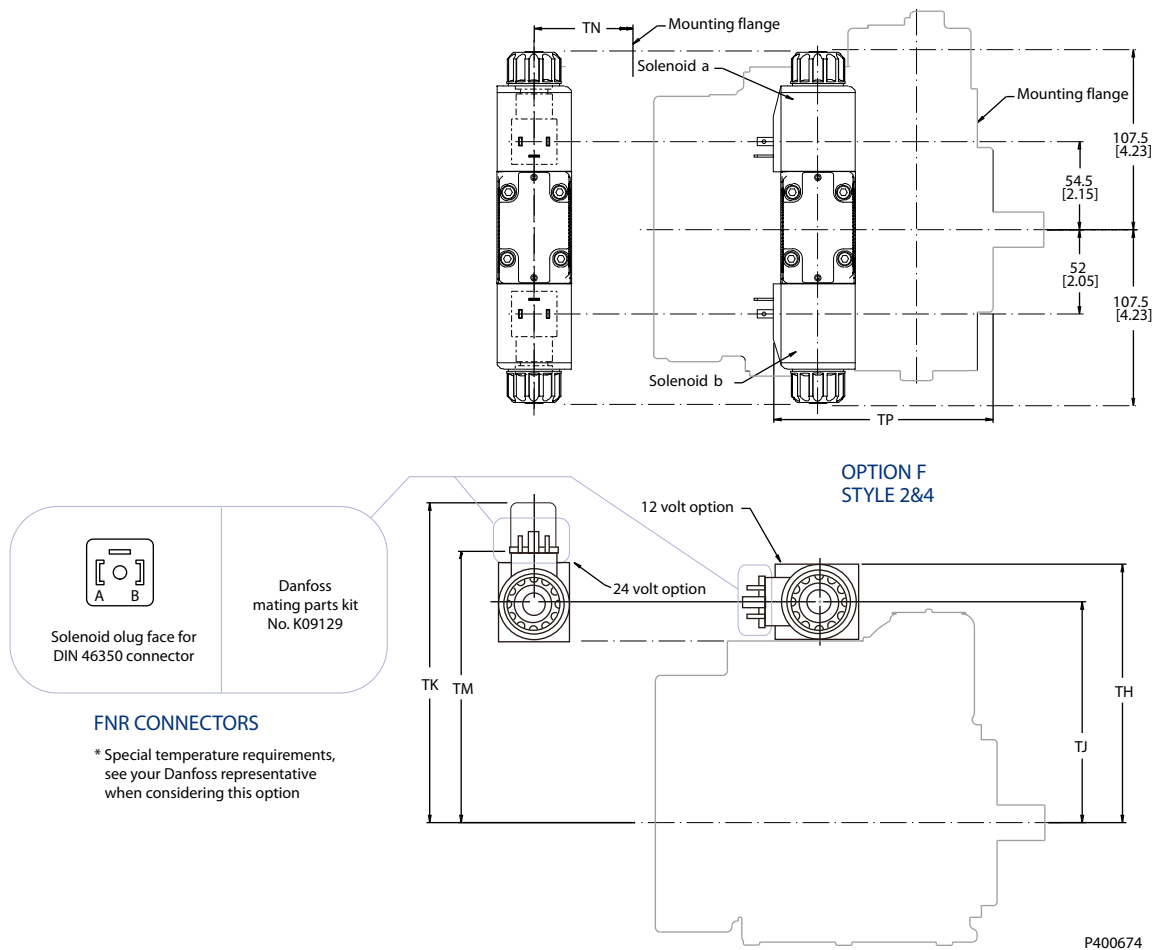 TN
Mounting flange
Solenoid a
Mounting flange
107.5
[4.23]
54.5
[2.15]
52
[2.05]
107.5
[4.23]
Solenoid b
TP
OPTION F
STYLE 2&4
12 volt option
24 volt option
A B
Solenoid olug face for
DIN 46350 connector
Danfoss
mating parts kit
No. K09129
TK
TM
TH
TJ
FNR CONNECTORS
* Special temperature requirements,
see your Danfoss representative
when considering this option
P400674